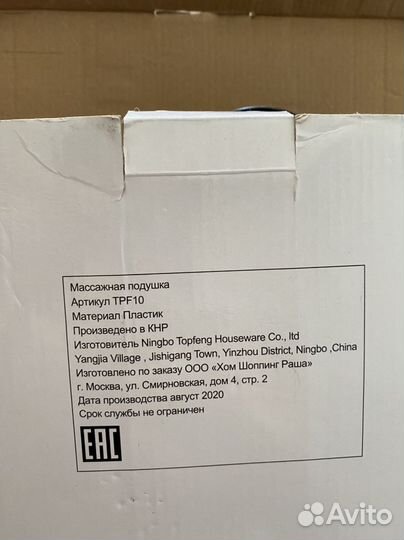 Массажная подушка
Артикул TPF10
Материал Пластик
Произведено в КНР
Изготовитель Ningbo Topfeng Houseware Co., ltd
Yangjia Village , Jishigang Town, Yinzhou District, Ningbo ,China
Изготовлено по заказу ООО «Хом Шоппинг Раша»
г. Москва, ул. Смирновская, дом 4, стр. 2
Дата производства август 2020
Срок службы не ограничен
EAC
Avito